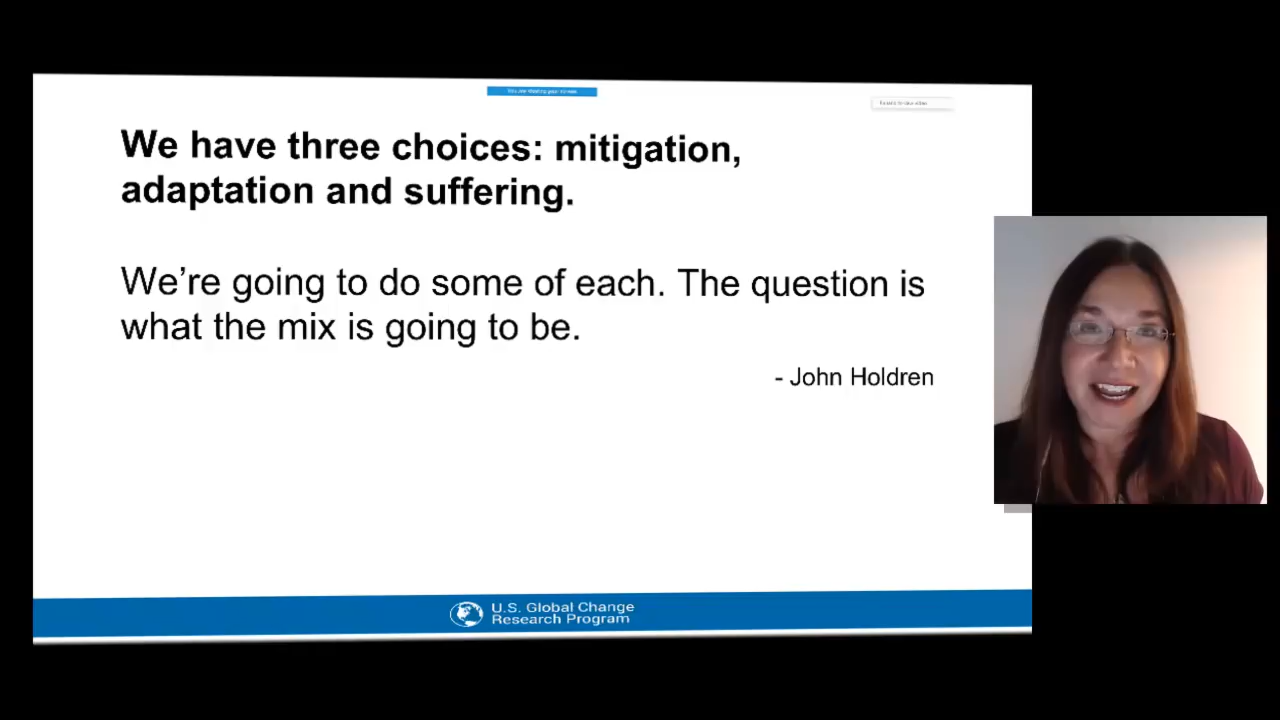 We have three choices: mitigation,
adaptation and suffering.
We’re going to do some of each. The question is
what the mix is going to be.
- John Holdren
U.S. Global Change
Research Program